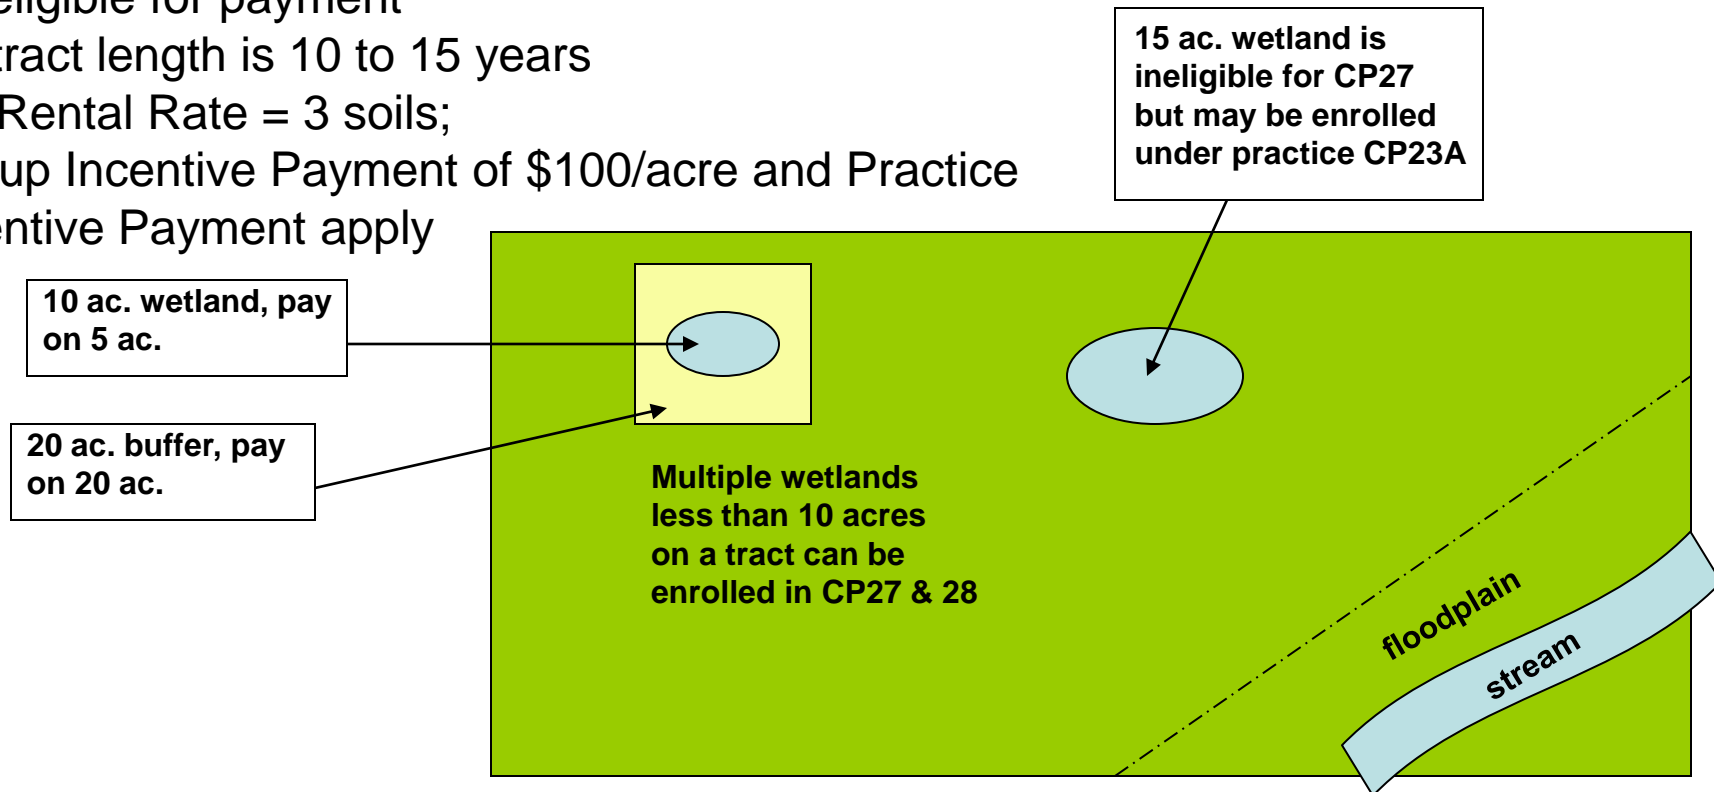 eligible for payment
tract length is 10 to 15 years
Rental Rate = 3 soils;
up Incentive Payment of $100/acre and Practice
entive Payment apply
15 ac. wetland is
ineligible for CP27
but may be enrolled
under practice CP23A
10 ac. wetland, pay
on 5 ac.
20 ac. buffer, pay
on 20 ac.
Multiple wetlands
less than 10 acres
on a tract can be
enrolled in CP27 & 28
floodplain
stream